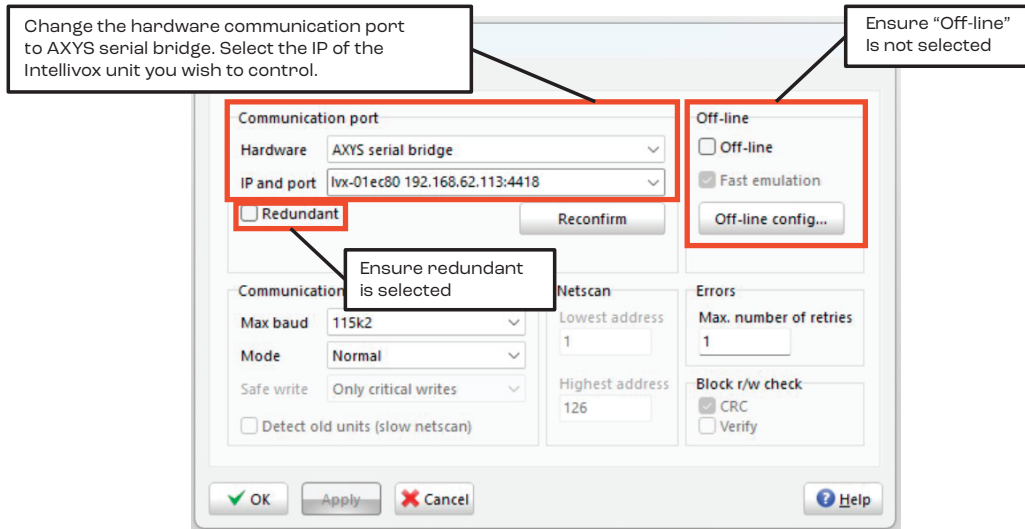 Change the hardware communication port
to AXYS serial bridge. Select the IP of the
Intellivox unit you wish to control.
Ensure “Off-line”
Is not selected
Communication port
Hardware
AXYS serial bridge
IP and port
lvx-01ec80 192.168.62.113:4418
Redundant
Reconfirm
Off-line
Off-line
Fast emulation
Off-line config...
Ensure redundant
is selected
Communication
Max baud
115k2
Mode
Normal
Safe write
Only critical writes
Detect old units (slow netscan)
Netscan
Lowest address
1
Highest address
126
Errors
Max. number of retries
1
Block r/w check
CRC
Verify
OK
Apply
Cancel
Help